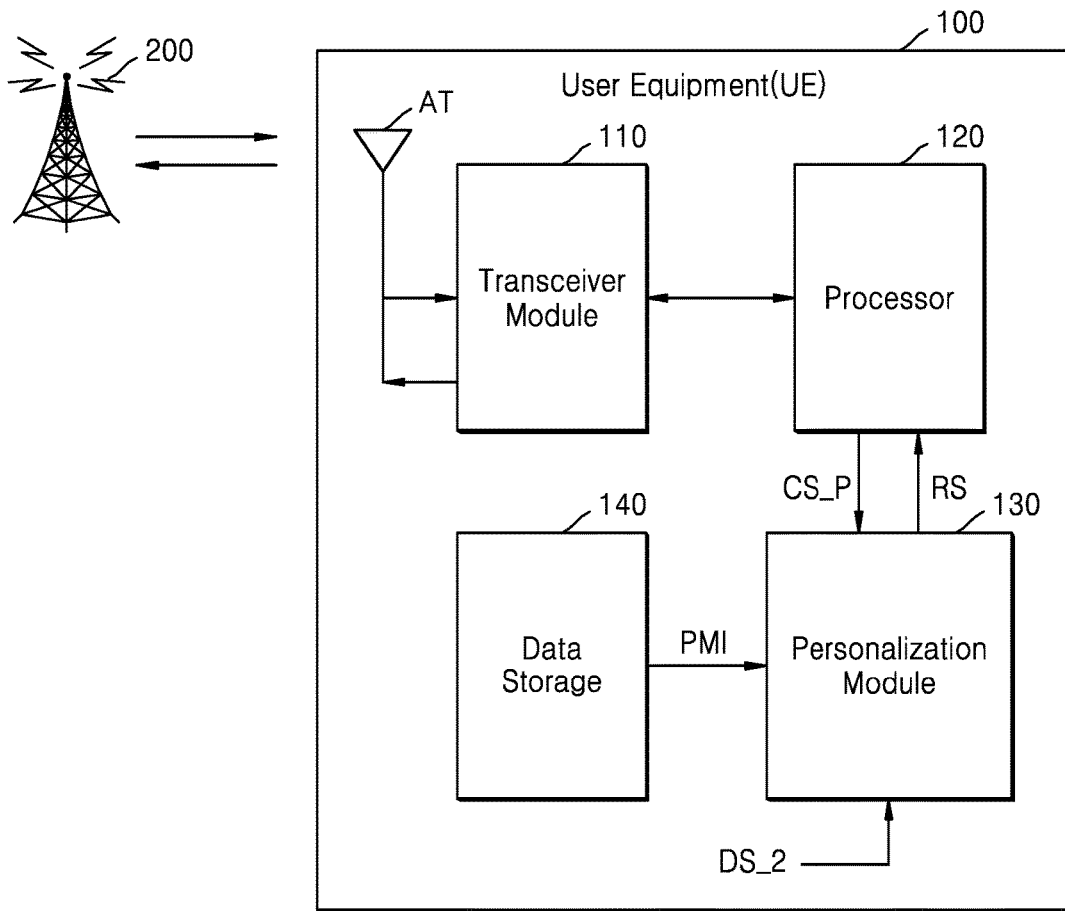 100
200
User Equipment(UE)
AT
110
120
Transceiver
Module
Processor
CS_P
RS
140
130
Data
Storage
PMI
Personalization
Module
DS_2